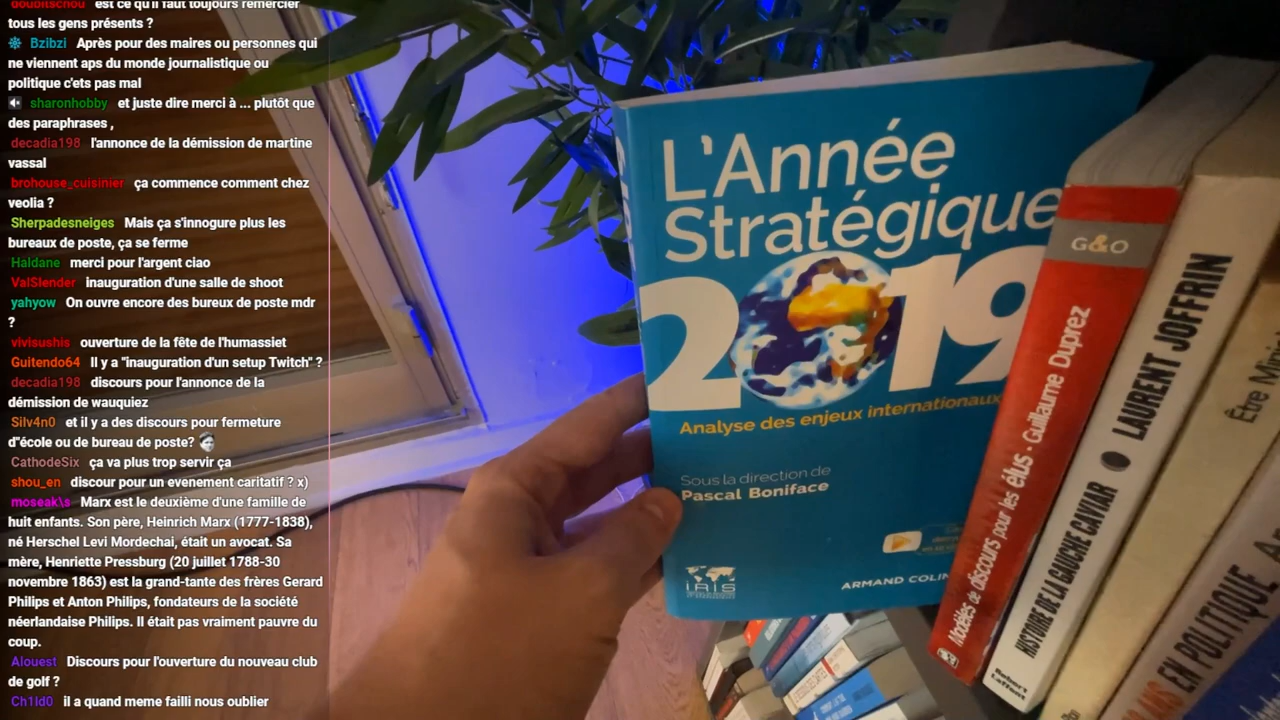 doubitschou est ce qu'il faut toujours remercier
tous les gens présents ?
Bzibzi Après pour des maires ou personnes qui
ne viennent aps du monde journalistique ou
politique c'ets pas mal
sharonhobby et juste dire merci à ... plutôt que
des paraphrases ,
decadia198 l'annonce de la démission de martine
vassal
brohouse_cuisinier ça commence comment chez
veolia ?
Sherpadesneiges Mais ça s'innogure plus les
bureaux de poste, ça se ferme
Haldane merci pour l'argent ciao
ValSlender Inauguration d'une salle de shoot
yahyow On ouvre encore des bureux de poste mdr
?
vivisushis ouverture de la fête de l'humassiet
Guitendo64 Il y a "inauguration d'un setup Twitch" ?
decadia198 discours pour l'annonce de la
démission de wauquiez
Silv4n0 et il y a des discours pour fermeture
d"école ou de bureau de poste?
CathodeSix ça va plus trop servir ça
shou_en discour pour un evenement caritatif ? x)
moseak\s Marx est le deuxième d'une famille de
huit enfants. Son père, Heinrich Marx (1777-1838),
né Herschel Levi Mordechai, était un avocat. Sa
mère, Henriette Pressburg (20 juillet 1788-30
novembre 1863) est la grand-tante des frères Gerard
Philips et Anton Philips, fondateurs de la société
néerlandaise Philips. Il était pas vraiment pauvre du
coup.
Alouest Discours pour l'ouverture du nouveau club
de golf ?
Ch1ld0 il a quand meme failli nous oublier
L'Année
Stratégique
2019
Analyse des enjeux internationaux
Sous la direction de
Pascal Boniface
IRIS
ARMAND COLIN
G&O
Modèles de discours pour les élus - Guillaume Duprez
HISTOIRE DE LA GAUCHE CAVIAR LAURENT JOFFRIN
Robert
Laffont
Être
EN POLITIQUE